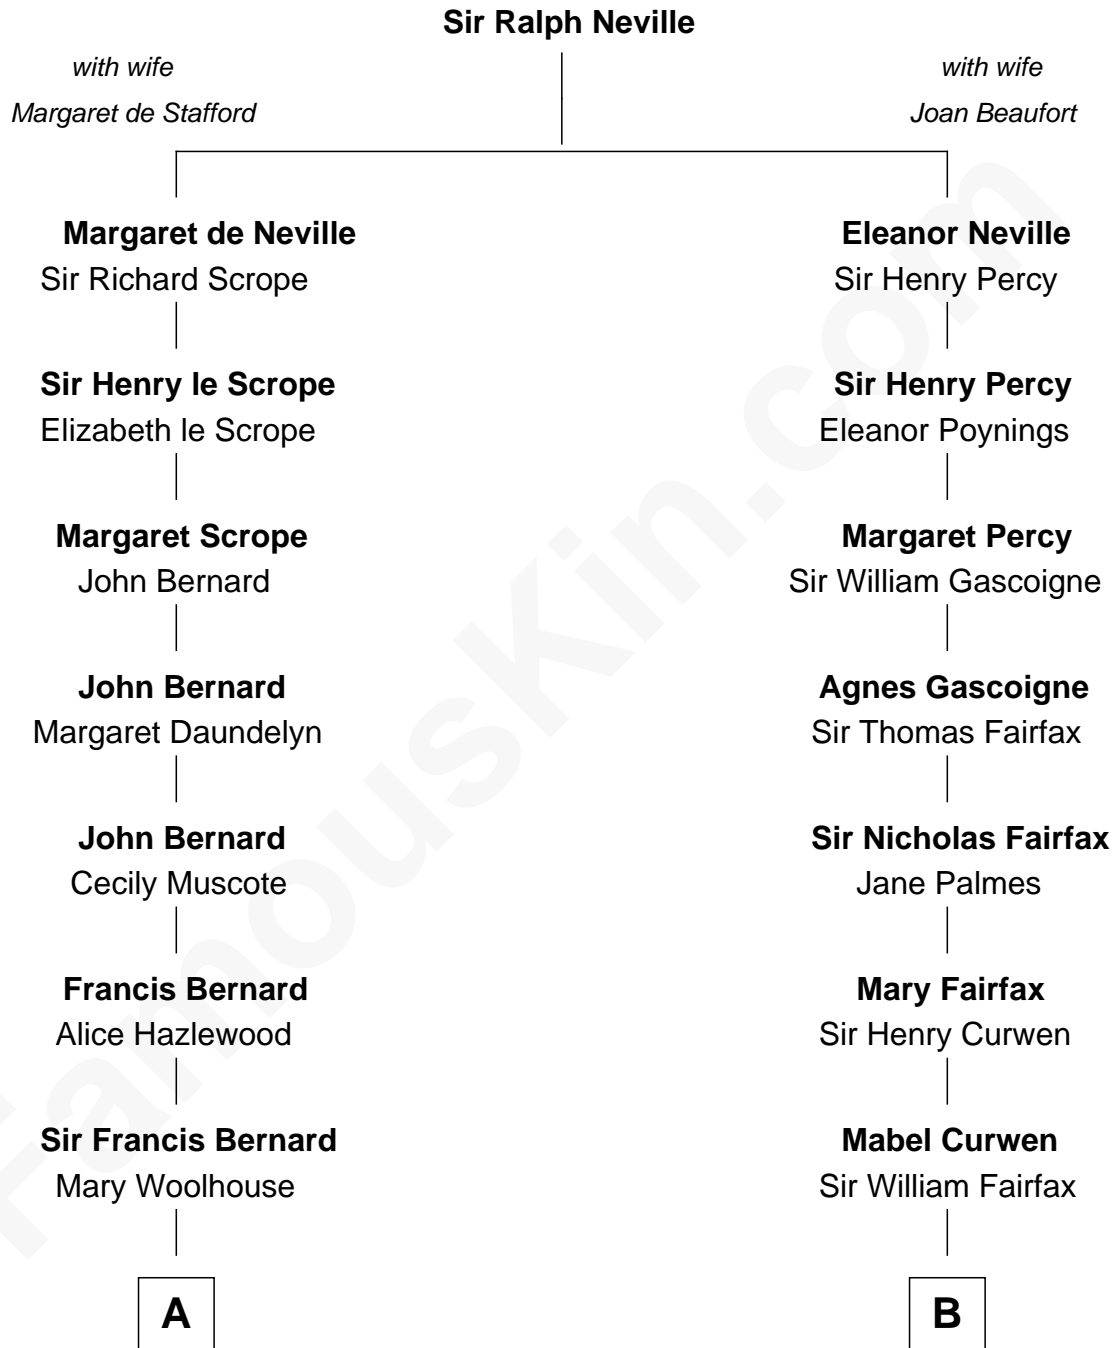 Sir Ralph Neville
with wife
Margaret de Stafford
with wife
Joan Beaufort
Margaret de Neville
Sir Richard Scrope
Eleanor Neville
Sir Henry Percy
Sir Henry le Scrope
Elizabeth le Scrope
Sir Henry Percy
Eleanor Poynings
Margaret Scrope
John Bernard
Margaret Percy
Sir William Gascoigne
John Bernard
Margaret Daundelyn
Agnes Gascoigne
Sir Thomas Fairfax
John Bernard
Cecily Muscote
Sir Nicholas Fairfax
Jane Palmes
Francis Bernard
Alice Hazlewood
Mary Fairfax
Sir Henry Curwen
Sir Francis Bernard
Mary Woolhouse
Mabel Curwen
Sir William Fairfax
A
B
FamousKin.com